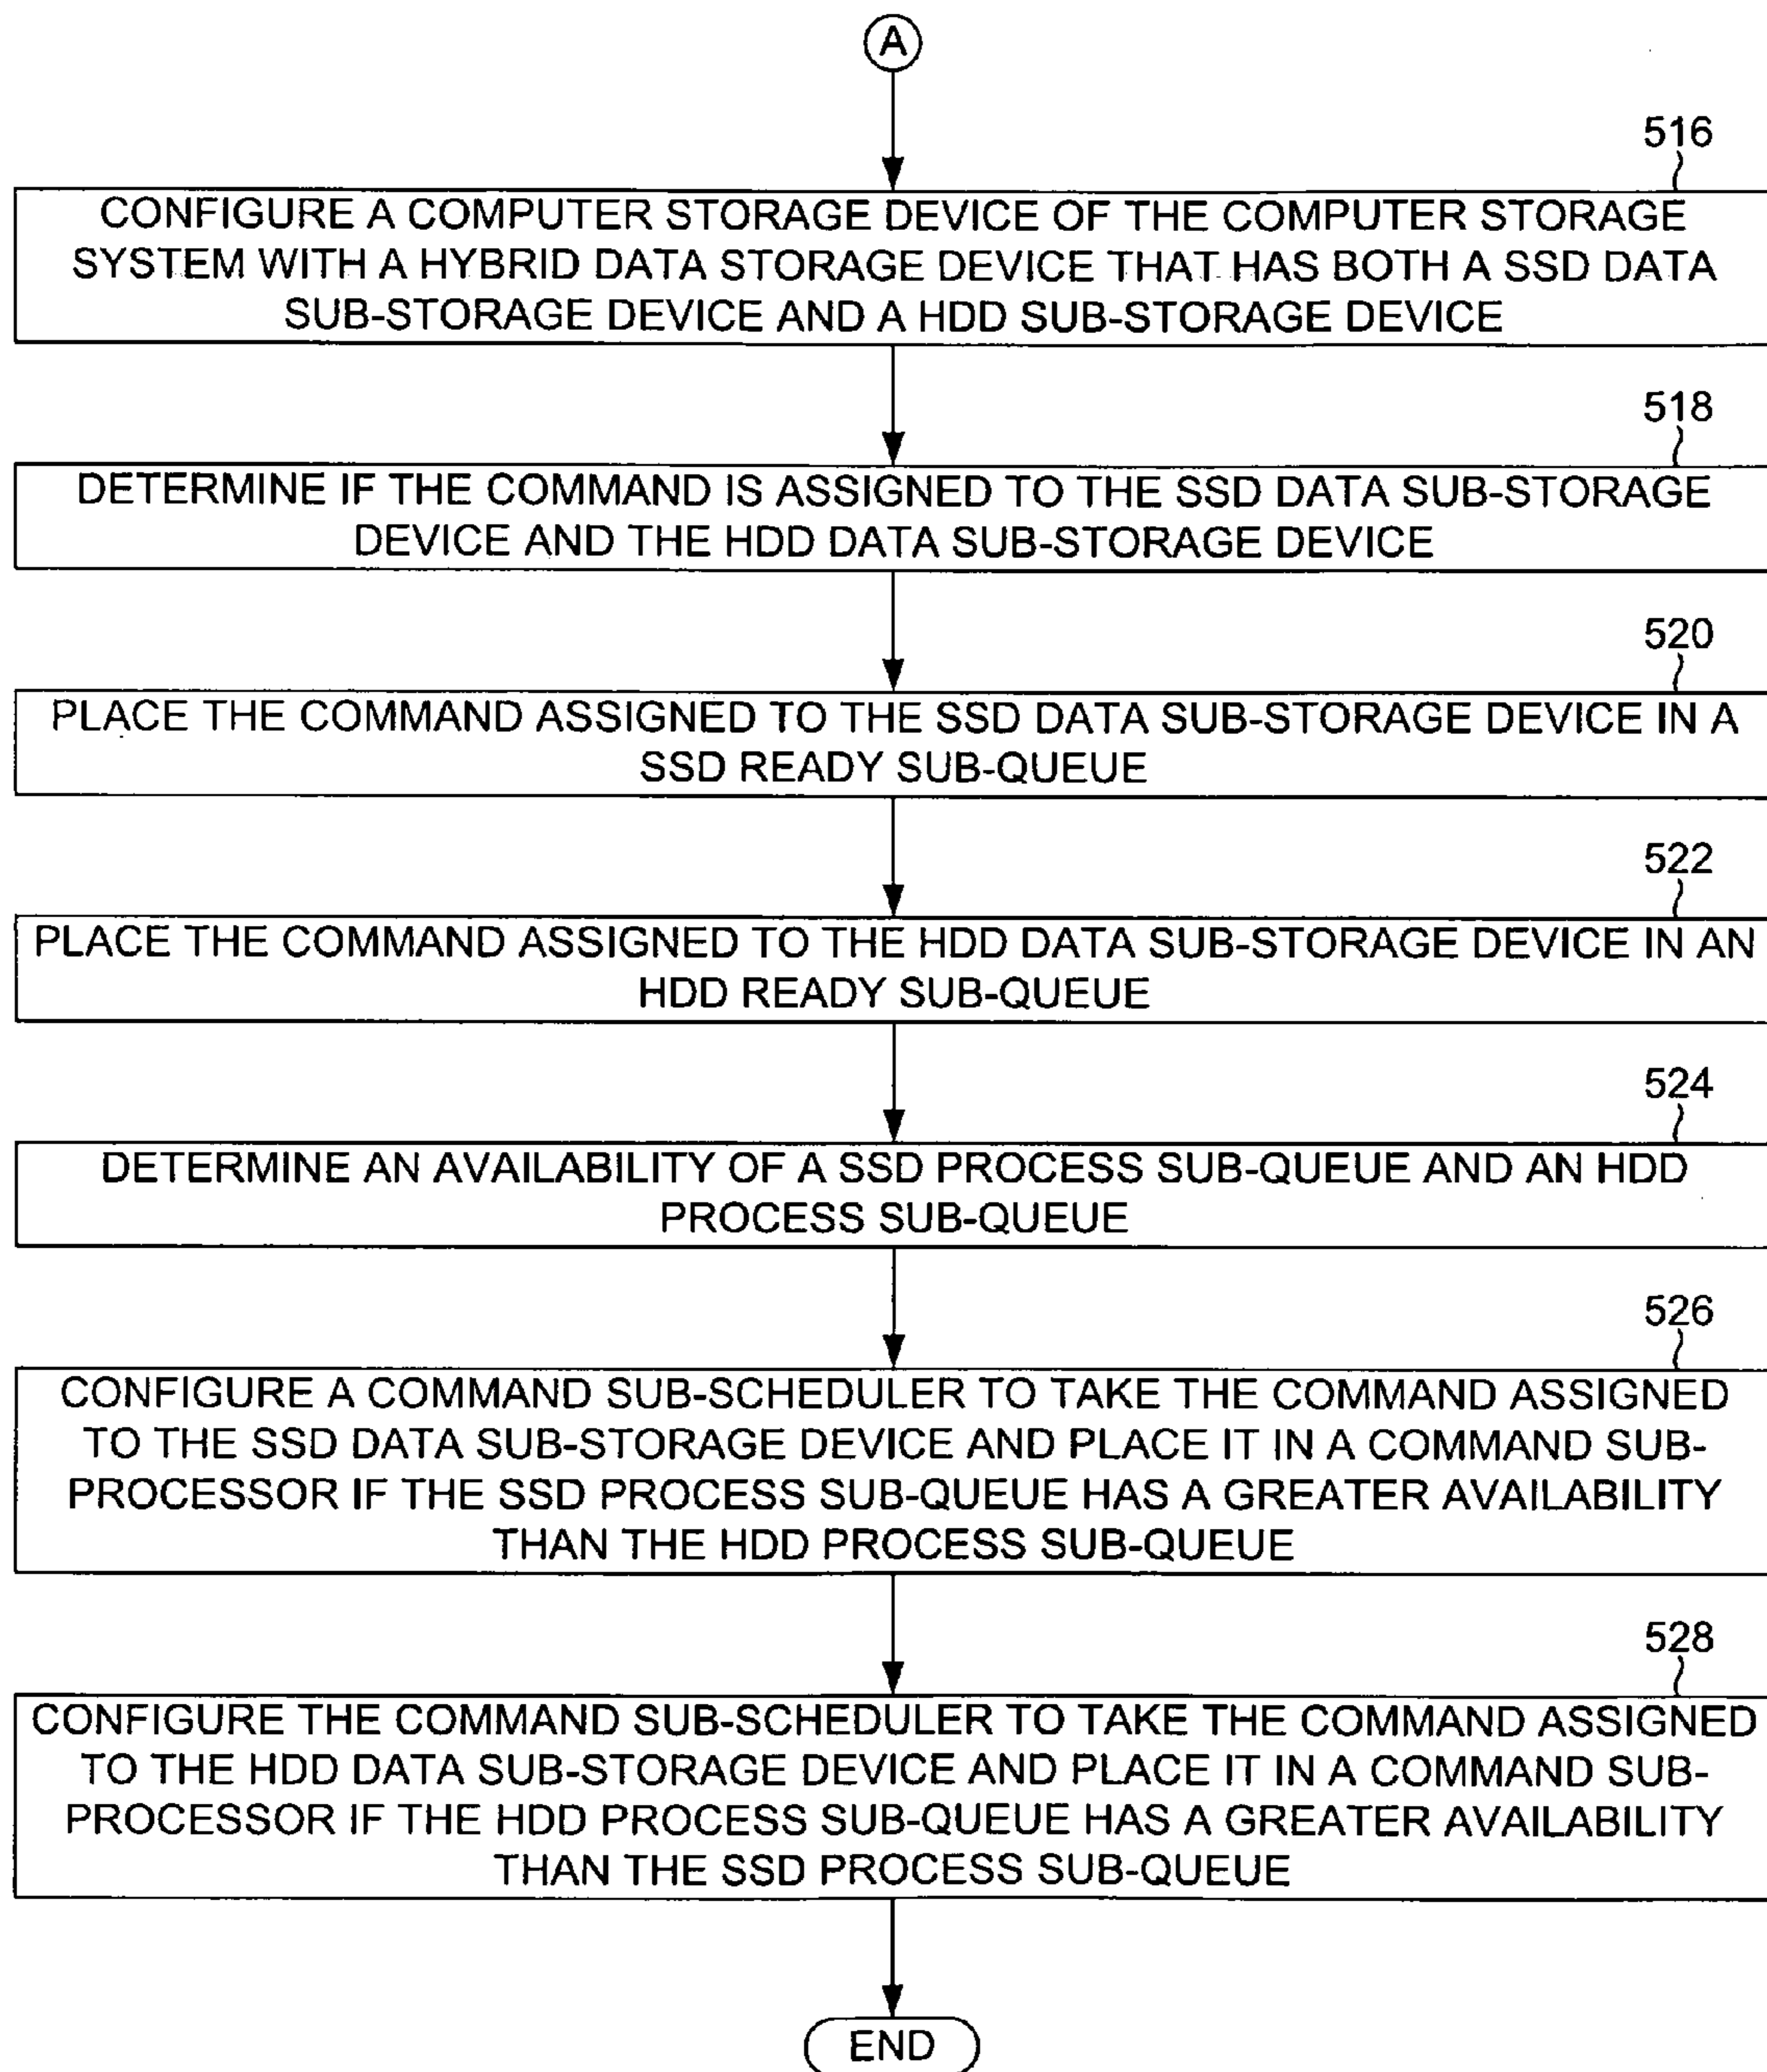 A
516
CONFIGURE A COMPUTER STORAGE DEVICE OF THE COMPUTER STORAGE
SYSTEM WITH A HYBRID DATA STORAGE DEVICE THAT HAS BOTH A SSD DATA
SUB-STORAGE DEVICE AND A HDD SUB-STORAGE DEVICE
518
DETERMINE IF THE COMMAND IS ASSIGNED TO THE SSD DATA SUB-STORAGE
DEVICE AND THE HDD DATA SUB-STORAGE DEVICE
520
PLACE THE COMMAND ASSIGNED TO THE SSD DATA SUB-STORAGE DEVICE IN A
SSD READY SUB-QUEUE
522
PLACE THE COMMAND ASSIGNED TO THE HDD DATA SUB-STORAGE DEVICE IN AN
HDD READY SUB-QUEUE
524
DETERMINE AN AVAILABILITY OF A SSD PROCESS SUB-QUEUE AND AN HDD
PROCESS SUB-QUEUE
526
CONFIGURE A COMMAND SUB-SCHEDULER TO TAKE THE COMMAND ASSIGNED
TO THE SSD DATA SUB-STORAGE DEVICE AND PLACE IT IN A COMMAND SUB-
PROCESSOR IF THE SSD PROCESS SUB-QUEUE HAS A GREATER AVAILABILITY
THAN THE HDD PROCESS SUB-QUEUE
528
CONFIGURE THE COMMAND SUB-SCHEDULER TO TAKE THE COMMAND ASSIGNED
TO THE HDD DATA SUB-STORAGE DEVICE AND PLACE IT IN A COMMAND SUB-
PROCESSOR IF THE HDD PROCESS SUB-QUEUE HAS A GREATER AVAILABILITY
THAN THE SSD PROCESS SUB-QUEUE
END